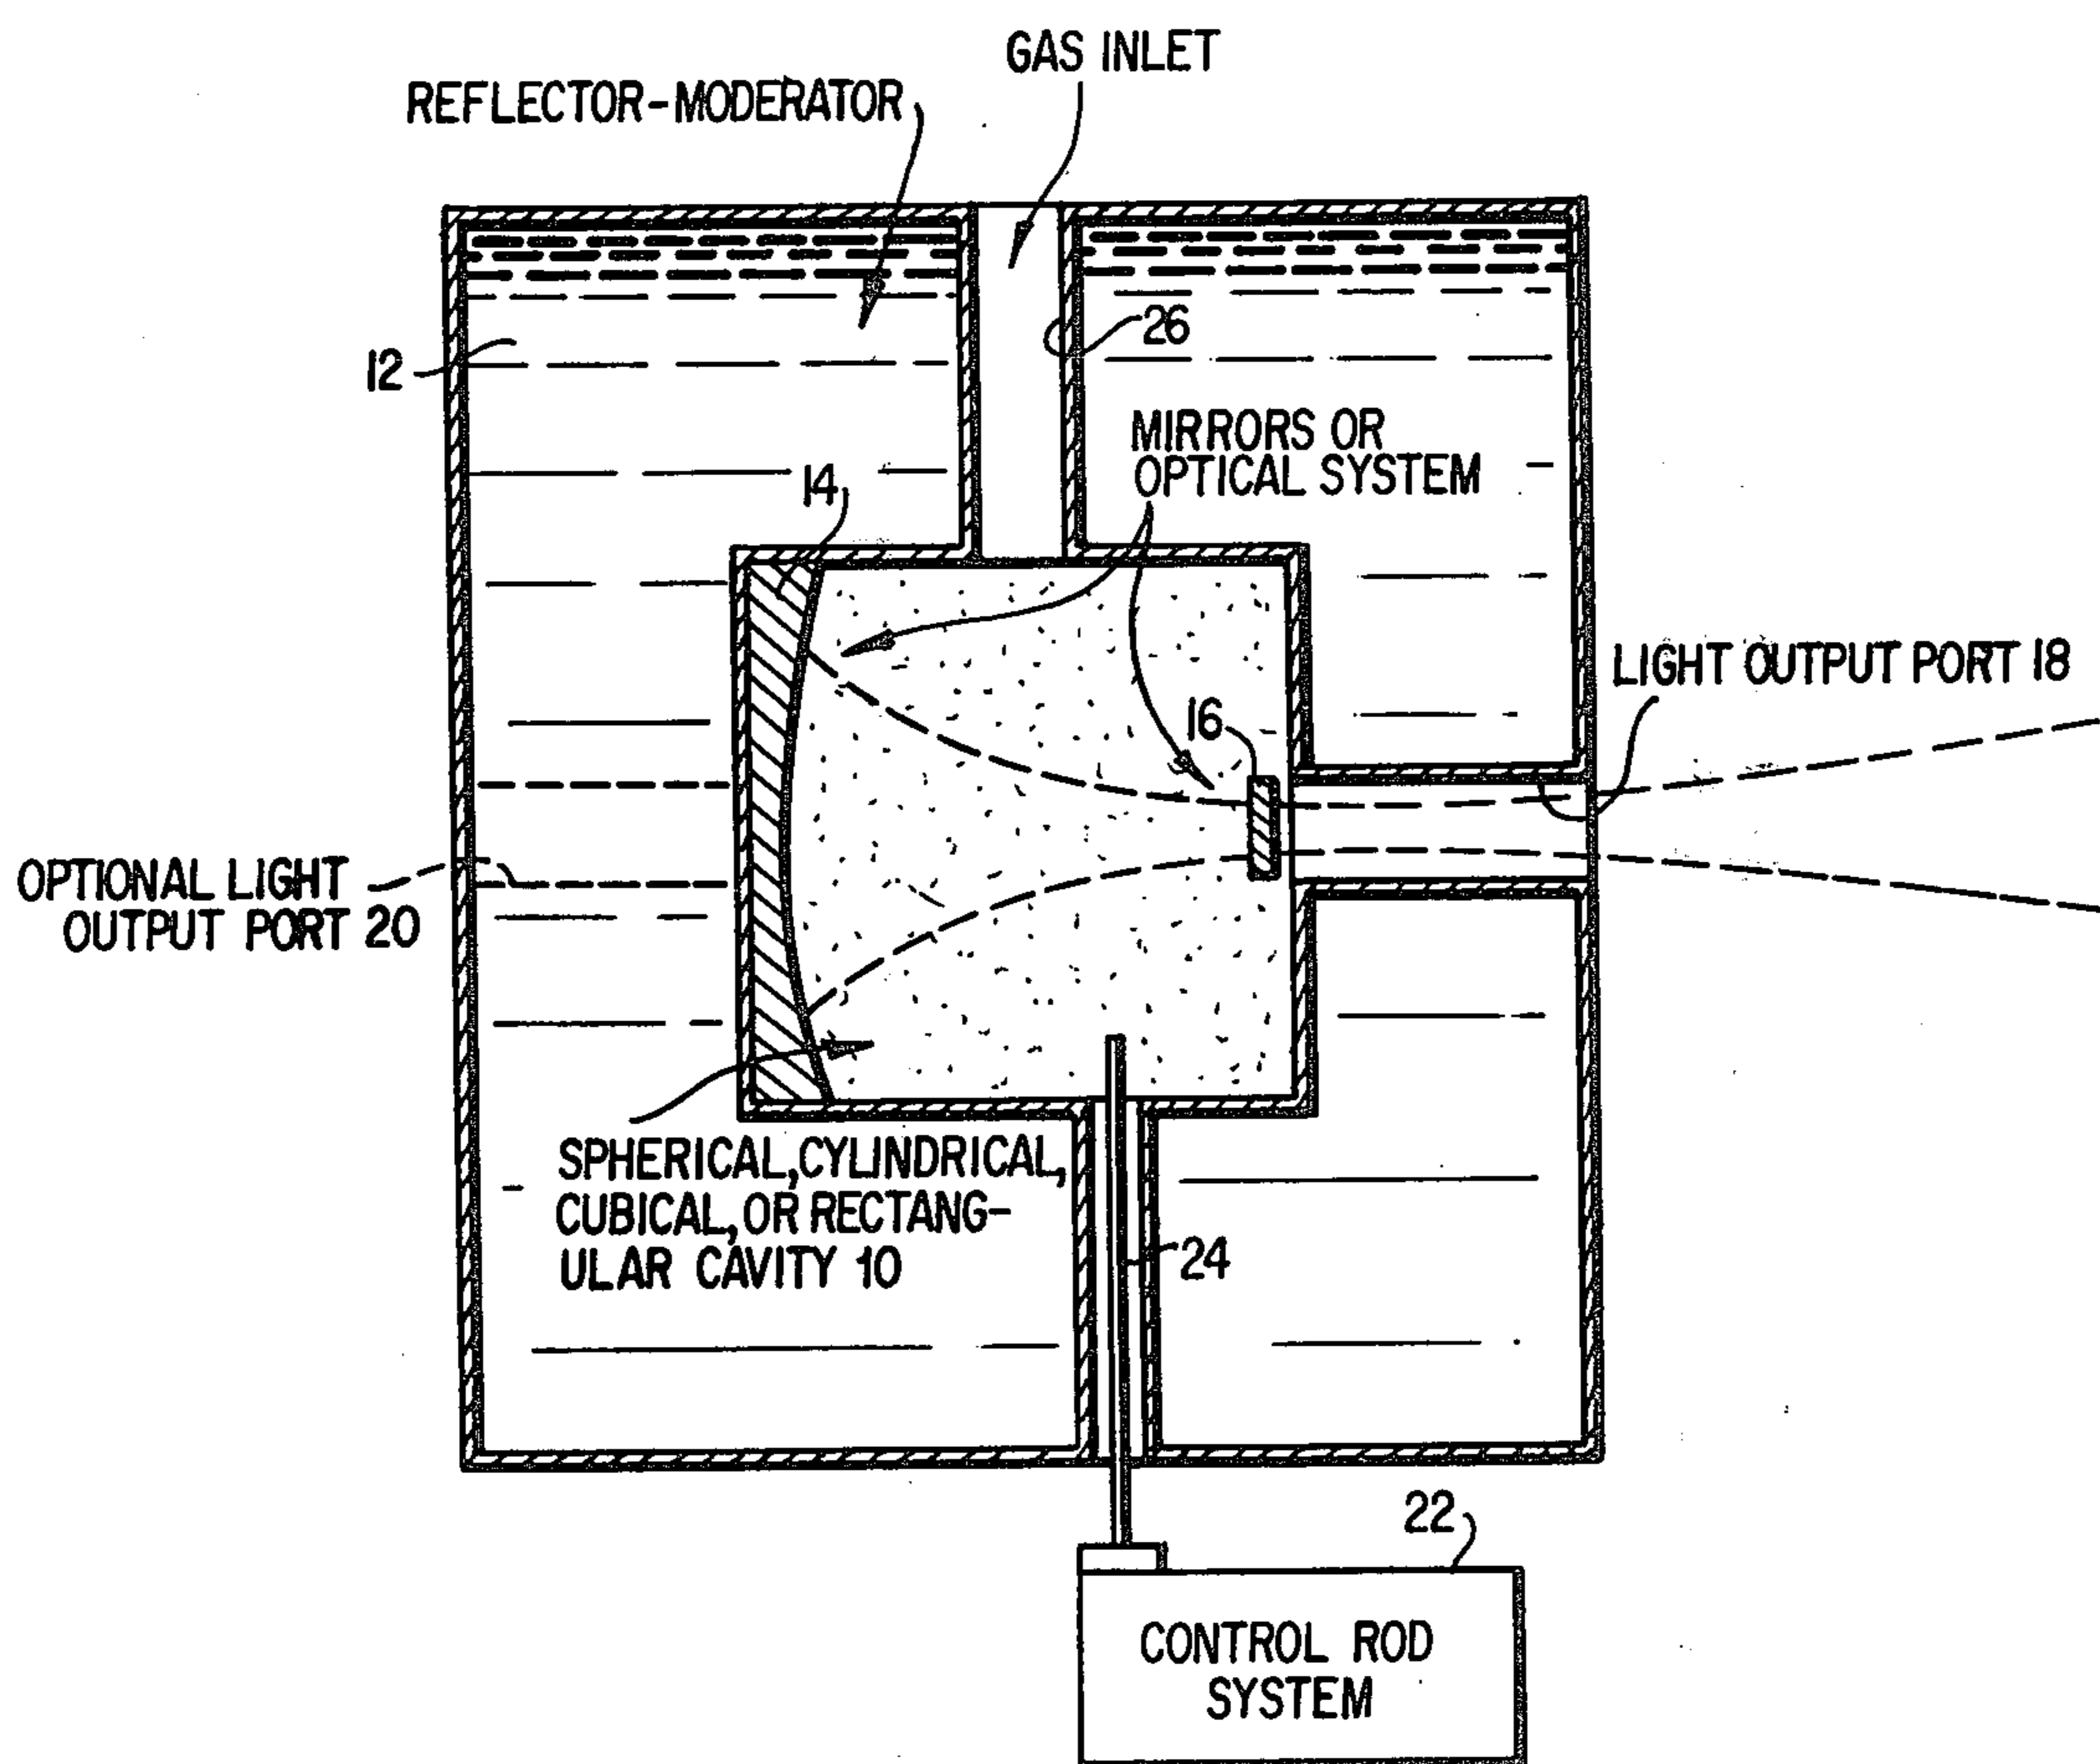 GAS INLET
REFLECTOR-MODERATOR
26
12
MIRRORS OR
OPTICAL SYSTEM
14
LIGHT OUTPUT PORT 18
16
OPTIONAL LIGHT
OUTPUT PORT 20
SPHERICAL, CYLINDRICAL,
CUBICAL, OR RECTANG-
ULAR CAVITY 10
24
22
CONTROL ROD
SYSTEM